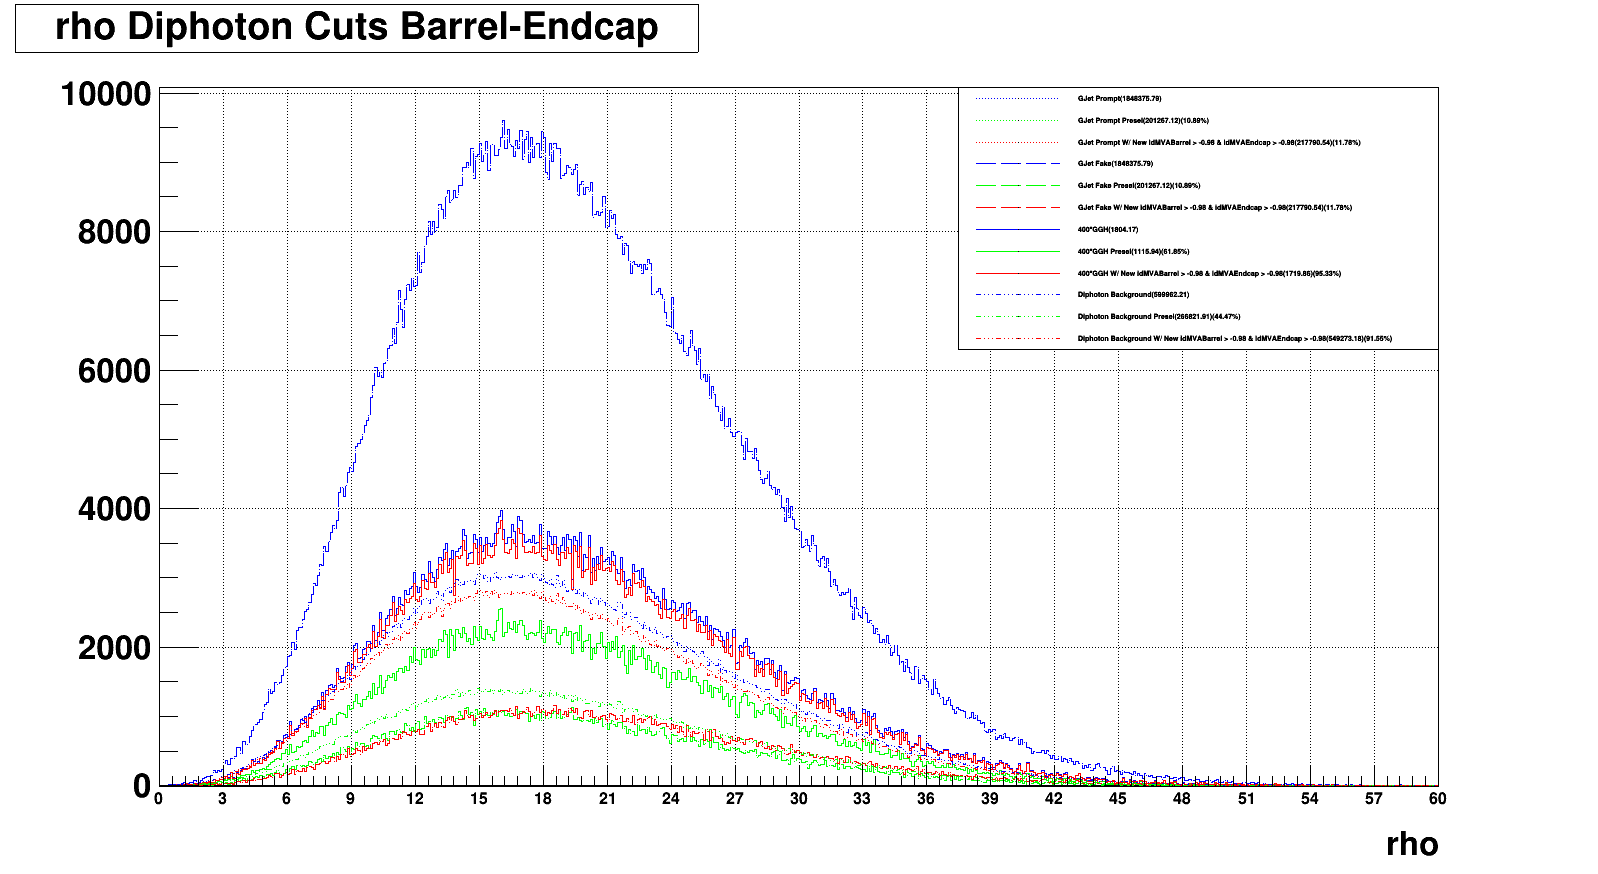 rho Diphoton Cuts Barrel-Endcap
10000
8000
6000
4000
2000
0
GJet Prompt(1848375.79)
GJet Prompt Presel(201267.12)(10.89%)
GJet Prompt W/ New IdMVABarrel > -0.98 & IdMVAEndcap > -0.98(217790.54)(11.78%)
GJet Fake(1848375.79)
GJet Fake Presel(201267.12)(10.89%)
GJet Fake W/ New IdMVABarrel > -0.98 & IdMVAEndcap > -0.98(217790.54)(11.78%)
400*GGH(1804.17)
400*GGH Presel(1115.94)(61.85%)
400*GGH W/ New IdMVABarrel > -0.98 & IdMVAEndcap > -0.98(1719.86)(95.33%)
Diphoton Background(599962.21)
Diphoton Background Presel(266821.91)(44.47%)
Diphoton Background W/ New IdMVABarrel > -0.98 & IdMVAEndcap > -0.98(549273.18)(91.55%)
0 3 6 9 12 15 18 21 24 27 30 33 36 39 42 45 48 51 54 57 60
rho